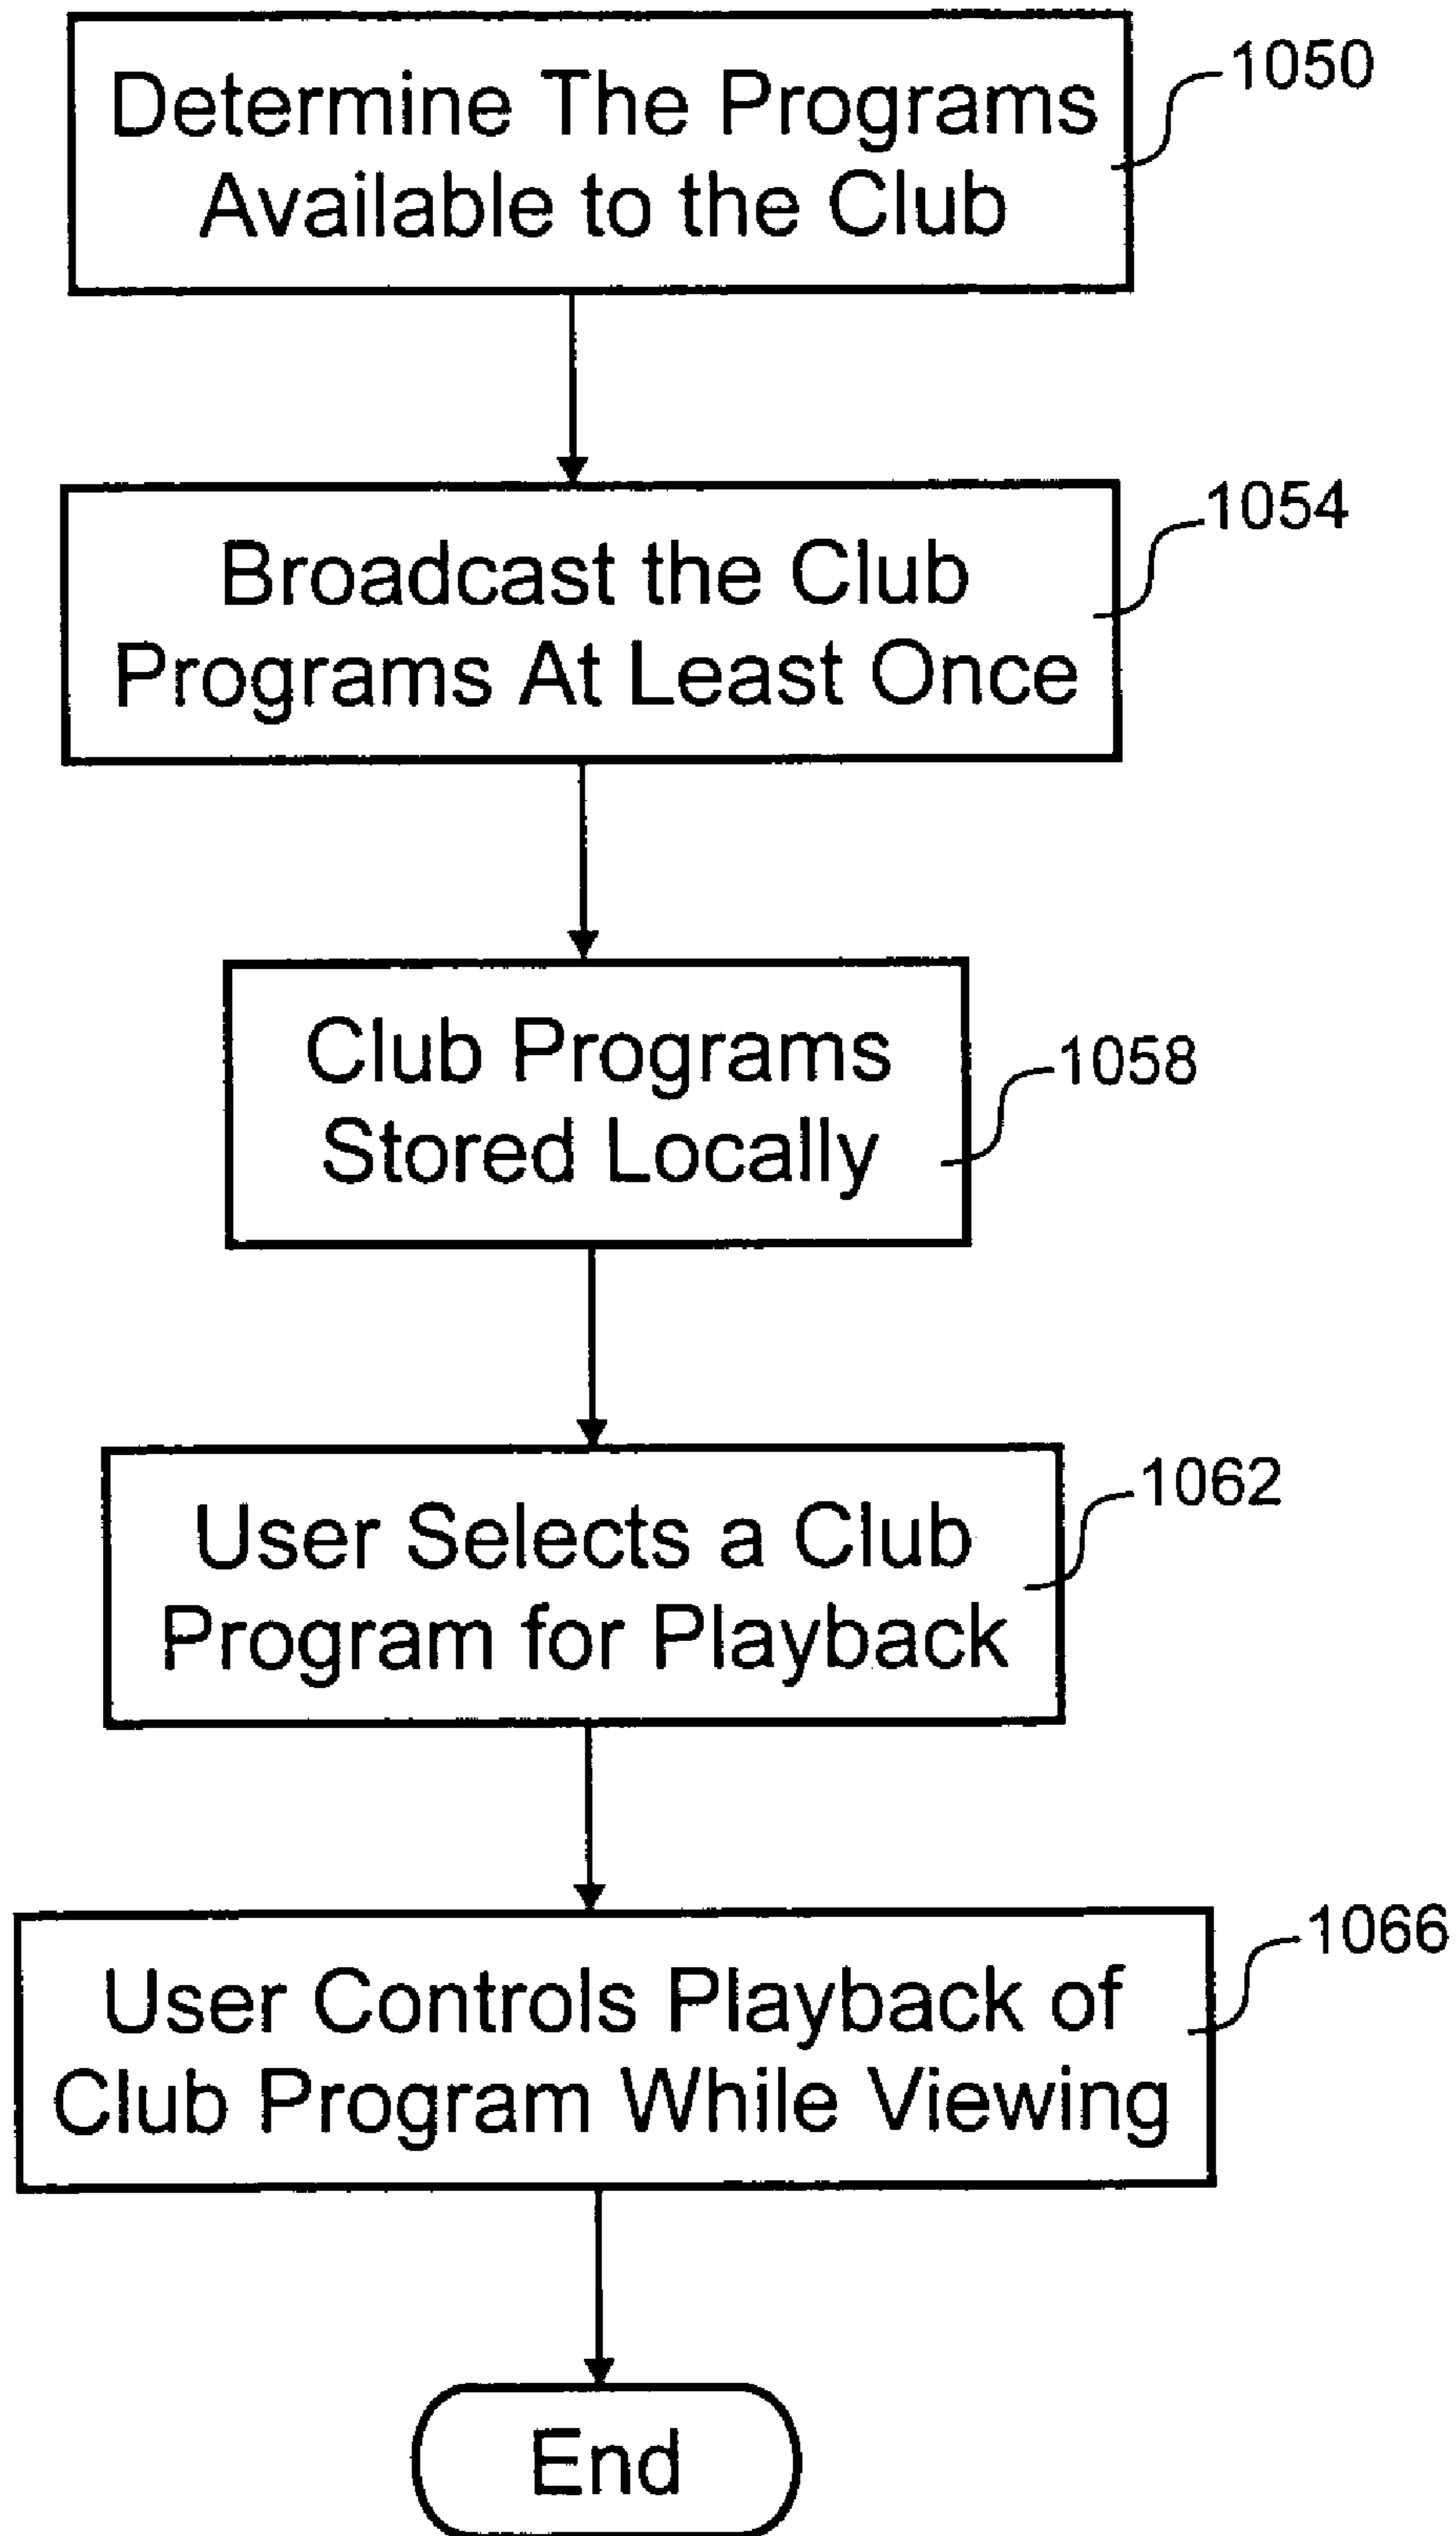 Determine The Programs
Available to the Club
1050
Broadcast the Club
Programs At Least Once
1054
Club Programs
Stored Locally
1058
User Selects a Club
Program for Playback
1062
User Controls Playback of
Club Program While Viewing
1066
End